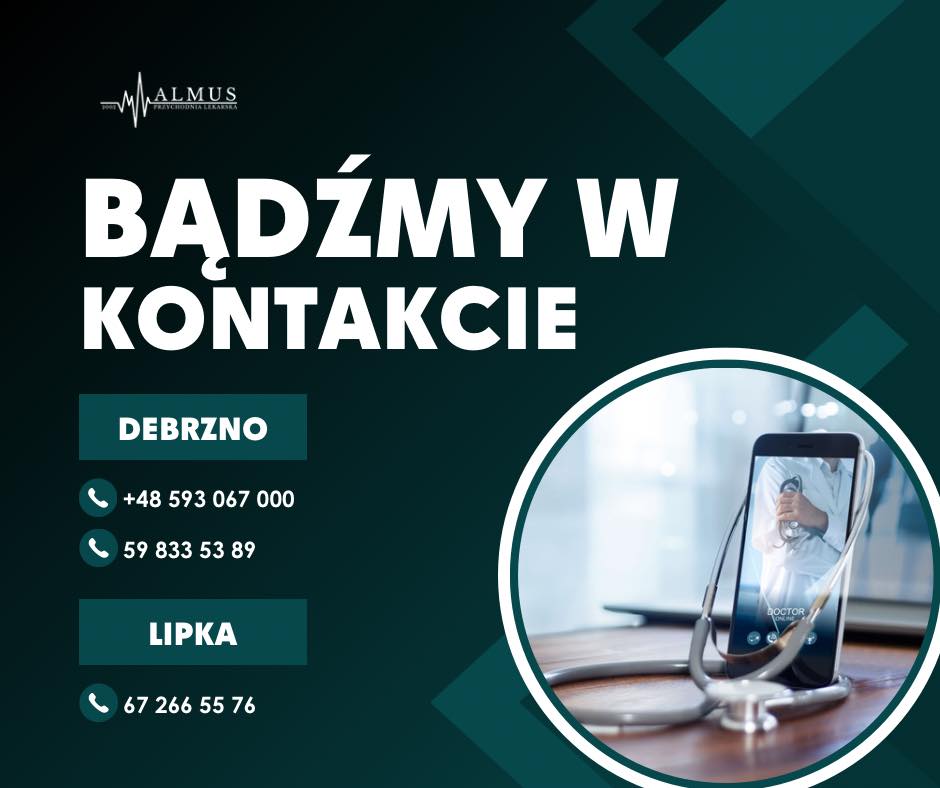 ALMUS
2002 PRZYCHODNIA LEKARSKA
BĄDŹMY W
KONTAKCIE
DEBRZNO
+48 593 067 000
59 833 53 89
LIPKA
67 266 55 76
DOCTOR
ONLINE